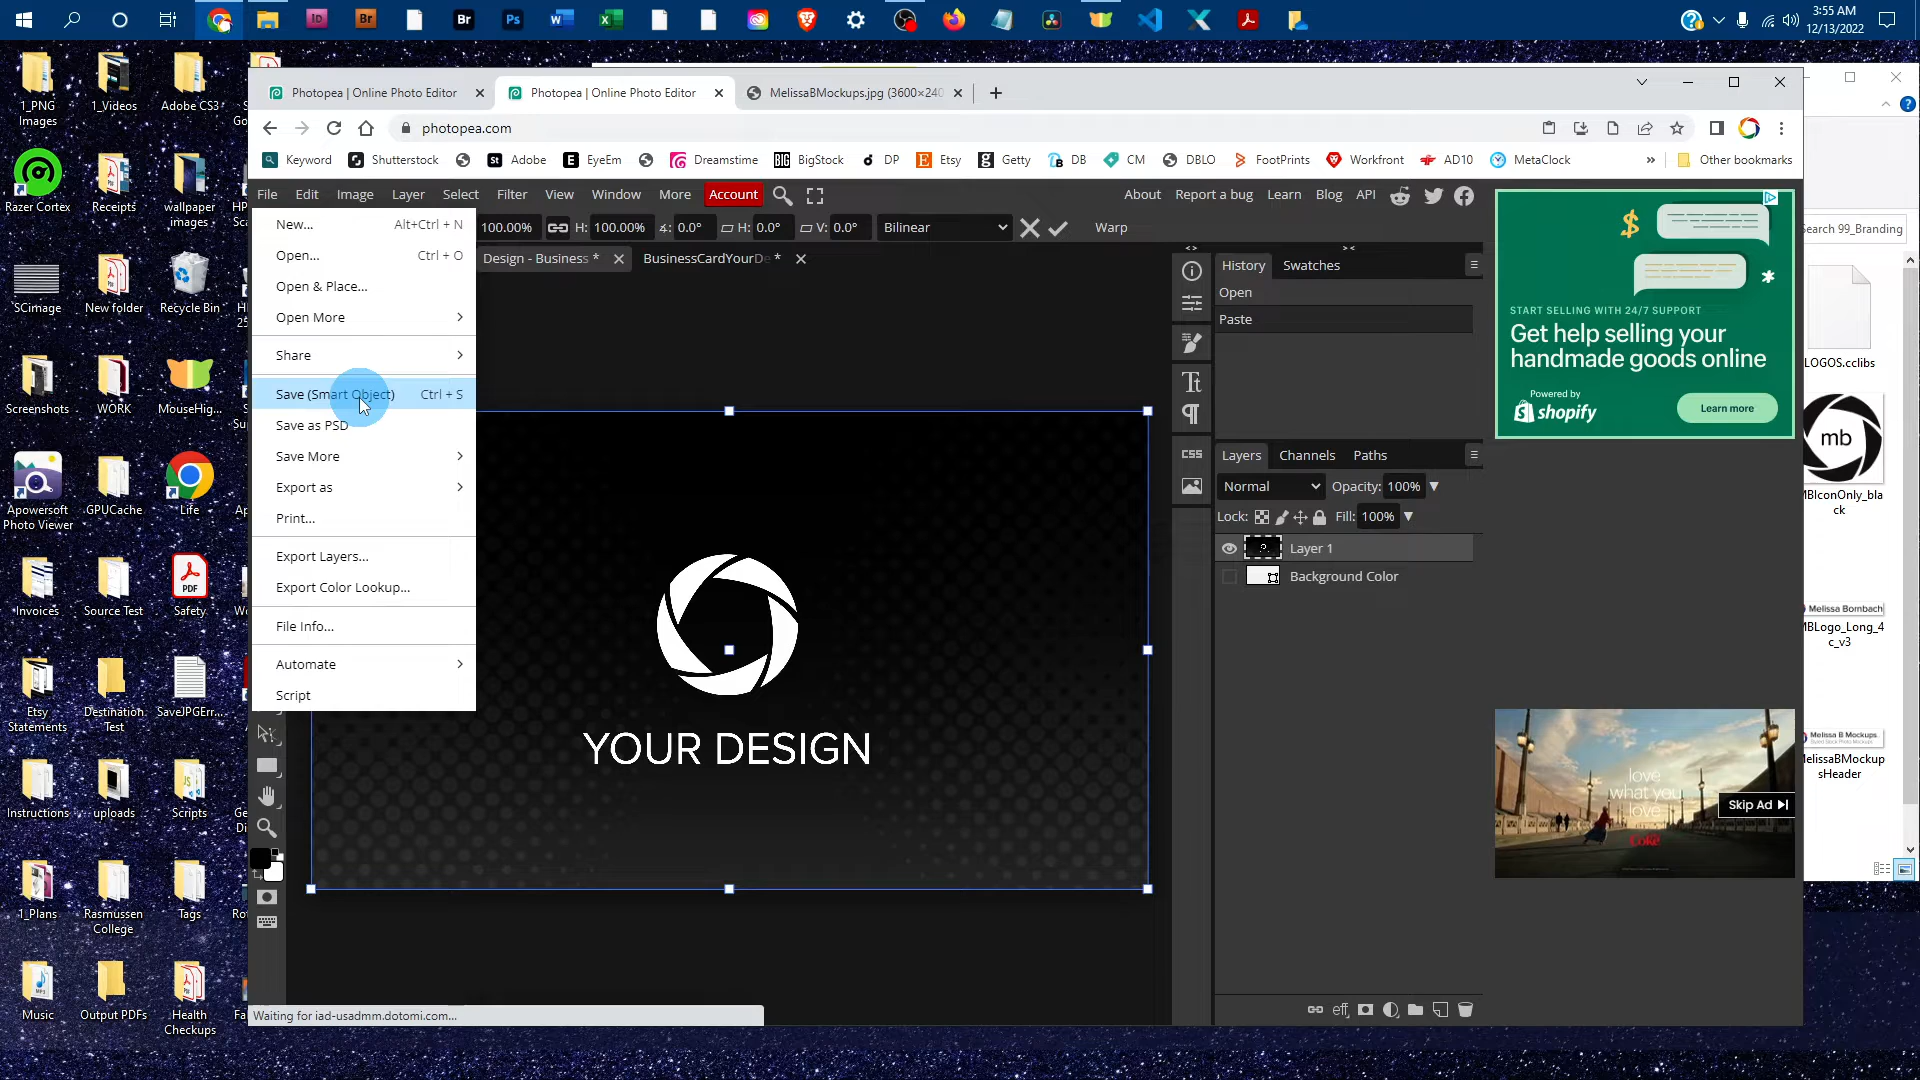 3:55 AM
12/13/2022
1_PNG
Images
1_Videos
Adobe CS3
Razer Cortex
Receipts
wallpaper
images
SCimage
New folder
Recycle Bin
Screenshots
WORK
MouseHig...
Apowersoft
Photo Viewer
GPUCache
Life
Invoices
Source Test
Safety
Etsy
Statements
Destination
Test
SaveJPGErr...
Instructions
uploads
Scripts
1_Plans
Rasmussen
College
Tags
Music
Output PDFs
Health
Checkups
Photopea | Online Photo Editor
Photopea | Online Photo Editor
MelissaBMockups.jpg (3600×240
photopea.com
Keyword
Shutterstock
Adobe
EyeEm
Dreamstime
BigStock
DP
Etsy
Getty
DB
CM
DBLO
FootPrints
Workfront
AD10
MetaClock
Other bookmarks
File Edit Image Layer Select Filter View Window More Account
About Report a bug Learn Blog API
100.00% H: 100.00% 0.0° H: 0.0° V: 0.0° Bilinear Warp
Design - Business *
BusinessCardYourDe *
New... Alt+Ctrl + N
Open... Ctrl + O
Open & Place...
Open More
Share
Save (Smart Object) Ctrl + S
Save as PSD
Save More
Export as
Print...
Export Layers...
Export Color Lookup...
File Info...
Automate
Script
YOUR DESIGN
History Swatches
Open
Paste
CSS
Layers Channels Paths
Normal Opacity: 100%
Lock: Fill: 100%
Layer 1
Background Color
eff
START SELLING WITH 24/7 SUPPORT
Get help selling your
handmade goods online
Powered by
shopify
Learn more
love
what you
love
Coke
Skip Ad
earch 99_Branding
LOGOS.cclibs
mb
MBIconOnly_bla
ck
Melissa Bornbach
MBLogo_Long_4
c_v3
Melissa B Mockups
MelissaBMockup
sHeader
Waiting for iad-usadmm.dotomi.com...